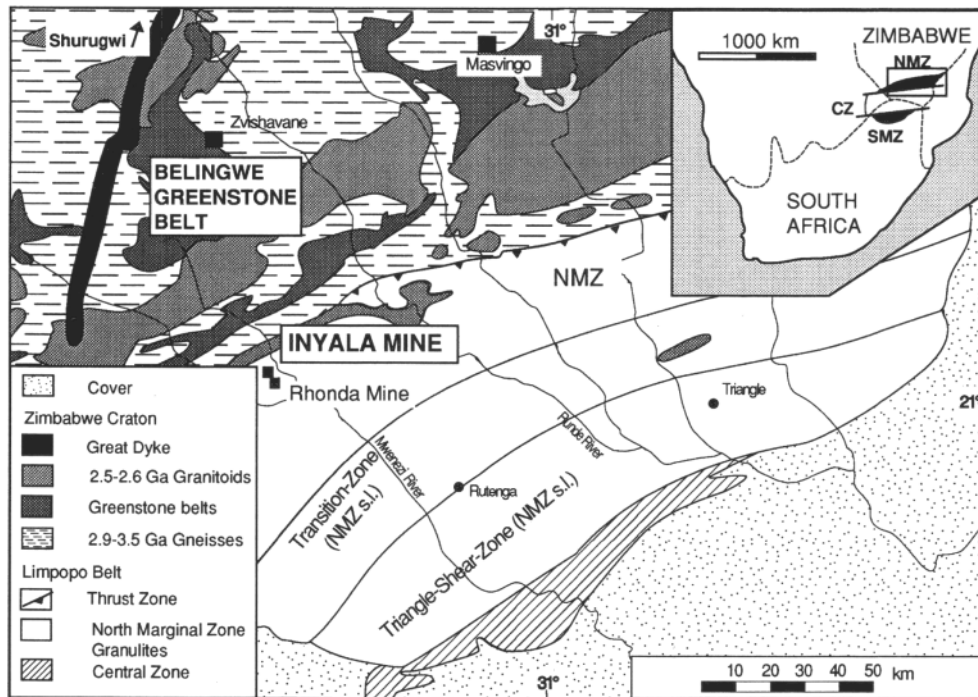 Shurugwi
31°
Masvingo
Zvishavane
BELINGWE
GREENSTONE
BELT
NMZ
INYALA MINE
Rhonda Mine
Triangle
21°
Runde River
Mwenezi River
Rutenga
Transition-Zone
(NMZ s.l.)
Triangle-Shear-Zone (NMZ s.l.)
31°
1000 km
ZIMBABWE
NMZ
CZ
SMZ
SOUTH
AFRICA
Cover
Zimbabwe Craton
Great Dyke
2.5-2.6 Ga Granitoids
Greenstone belts
2.9-3.5 Ga Gneisses
Limpopo Belt
Thrust Zone
North Marginal Zone
Granulites
Central Zone
10 20 30 40 50 km